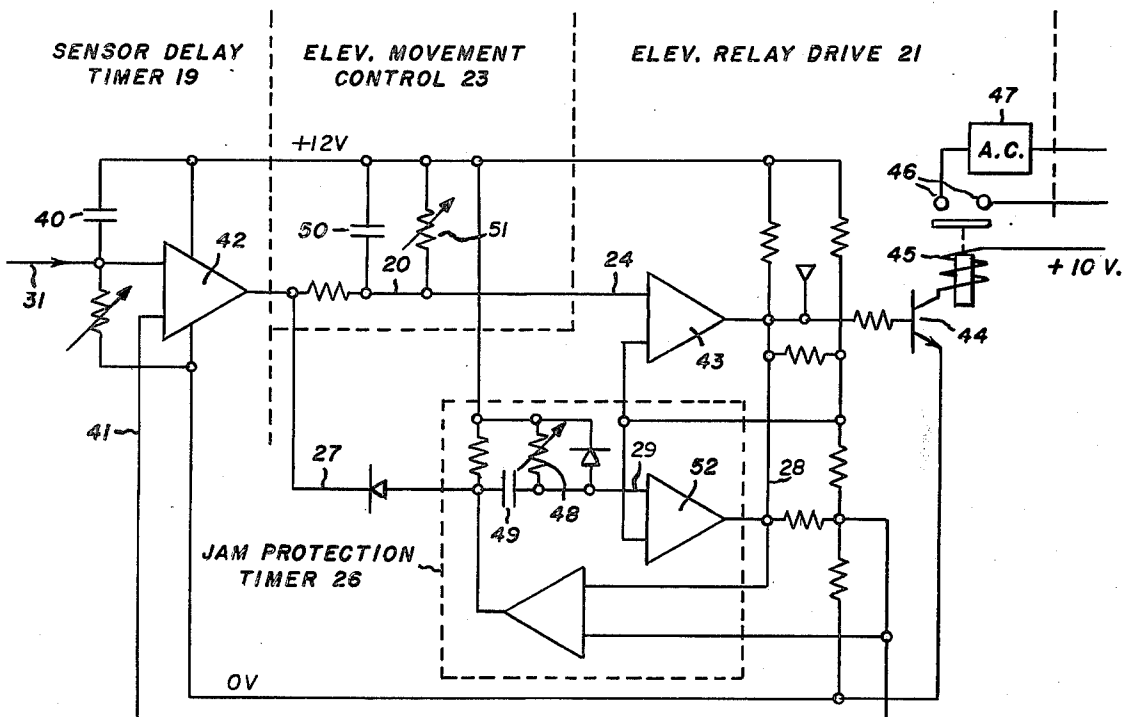 SENSOR DELAY
TIMER 19
ELEV. MOVEMENT
CONTROL 23
ELEV. RELAY DRIVE 21
47
A.C.
+12V
46
40
42
50
51
45
+10 V.
31
20
24
44
43
41
27
29
52
28
49
48
JAM PROTECTION
TIMER 26
0V